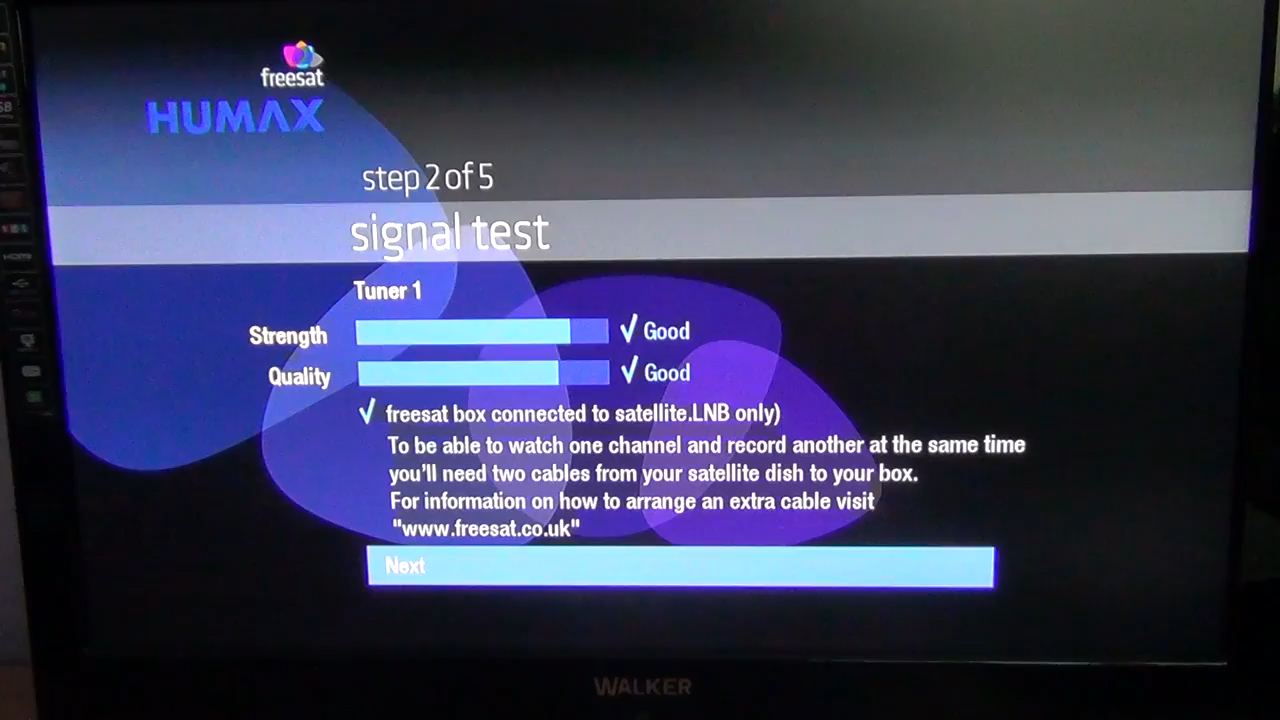 freesat
HUMAX
step 2 of 5
signal test
Tuner 1
Strength
Good
Quality
Good
freesat box connected to satellite.LNB only)
To be able to watch one channel and record another at the same time
you'll need two cables from your satellite dish to your box.
For information on how to arrange an extra cable visit
"www.freesat.co.uk"
Next
WALKER